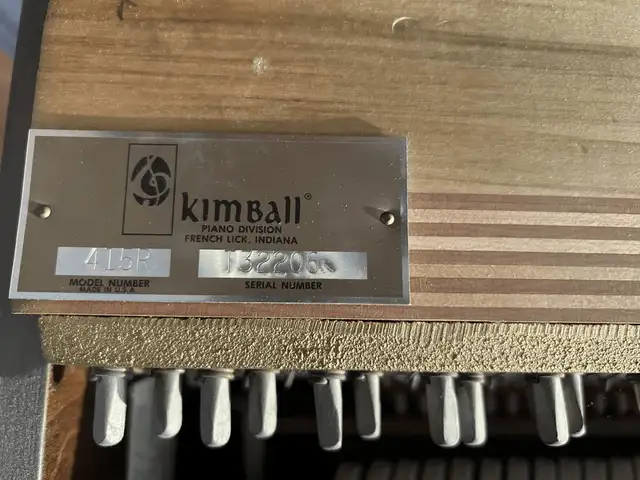 KIMBALL®
PIANO DIVISION
FRENCH LICK, INDIANA
415R
MODEL NUMBER
MADE IN U.S.A.
SERIAL NUMBER